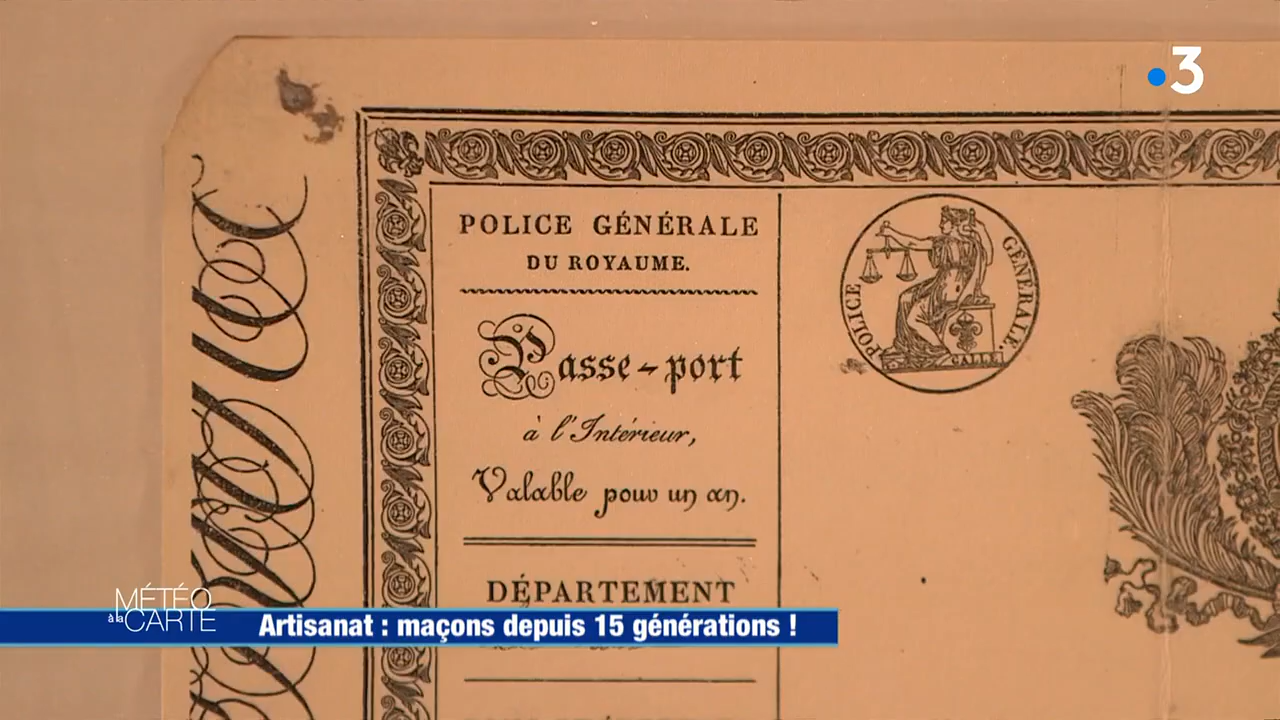 3
POLICE GÉNÉRALE
DU ROYAUME.
Passe-port
à l'Intérieur,
Valable pour un an.
DÉPARTEMENT
POLICE GÉNÉRALE.
MÉTÉO
à la CARTE
Artisanat : maçons depuis 15 générations !